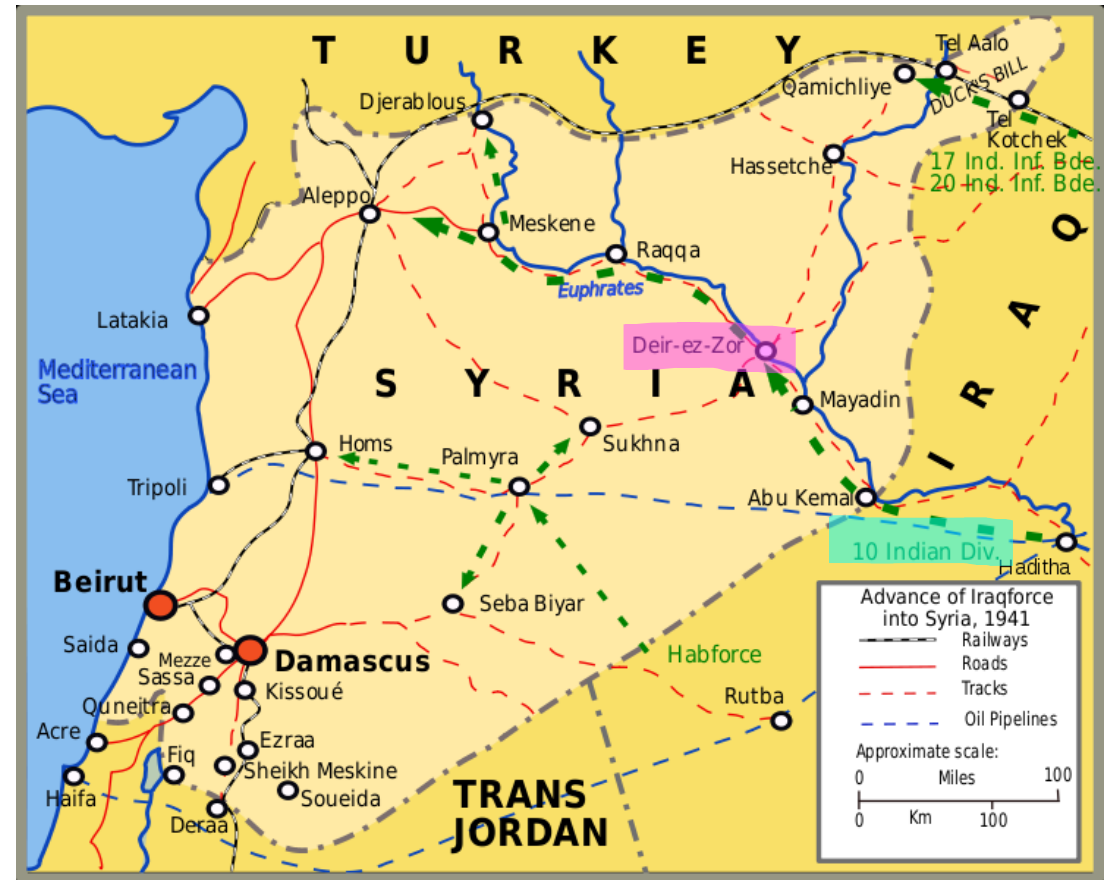 T U R K E Y
Tel Aalo
Qamichliye
DUCK'S BILL
Djerablous
Tel
Kotchek
Hassetche
17 Ind. Inf. Bde.
20 Ind. Inf. Bde.
Aleppo
Meskene
Raqqa
I R A Q
Euphrates
Latakia
Deir-ez-Zor
Mediterranean
Sea
S Y R I A
Mayadin
Homs
Sukhna
Palmyra
Tripoli
Abu Kemal
10 Indian Div.
Haditha
Beirut
Seba Biyar
Saida
Mezze
Damascus
Habforce
Sassa
Kissoué
Quneitra
Rutba
Acre
Ezraa
Fiq
Sheikh Meskine
Haifa
Soueida
Deraa
TRANS
JORDAN
Advance of Iraqforce
into Syria, 1941
Railways
Roads
Tracks
Oil Pipelines
Approximate scale:
0 Miles 100
0 Km 100